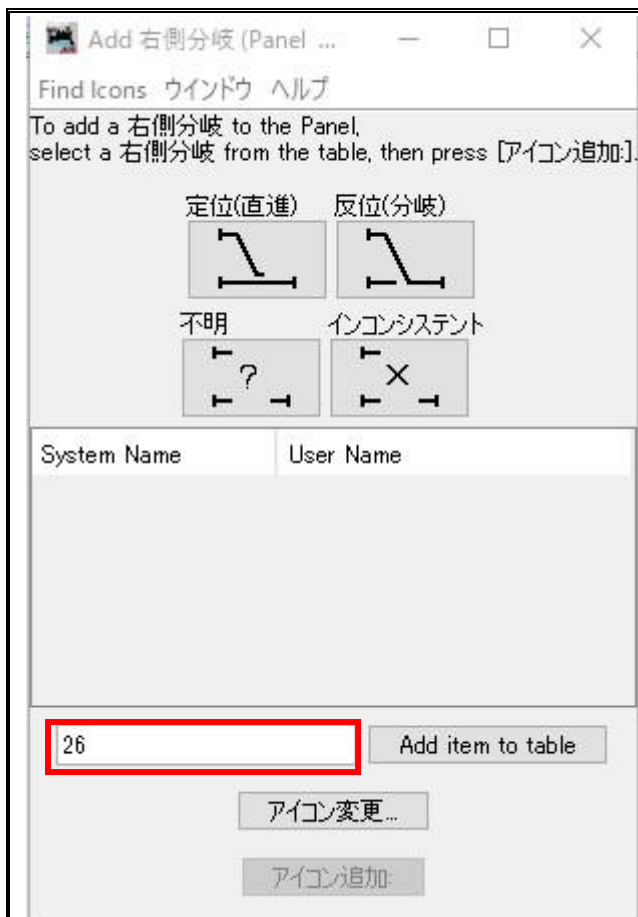 Add 右側分岐 (Panel ...
Find Icons ウインドウ ヘルプ
To add a 右側分岐 to the Panel,
select a 右側分岐 from the table, then press [アイコン追加:].
定位(直進) 反位(分岐)
不明 インコンシステント
?
System Name User Name
26 Add item to table
アイコン変更...
アイコン追加: